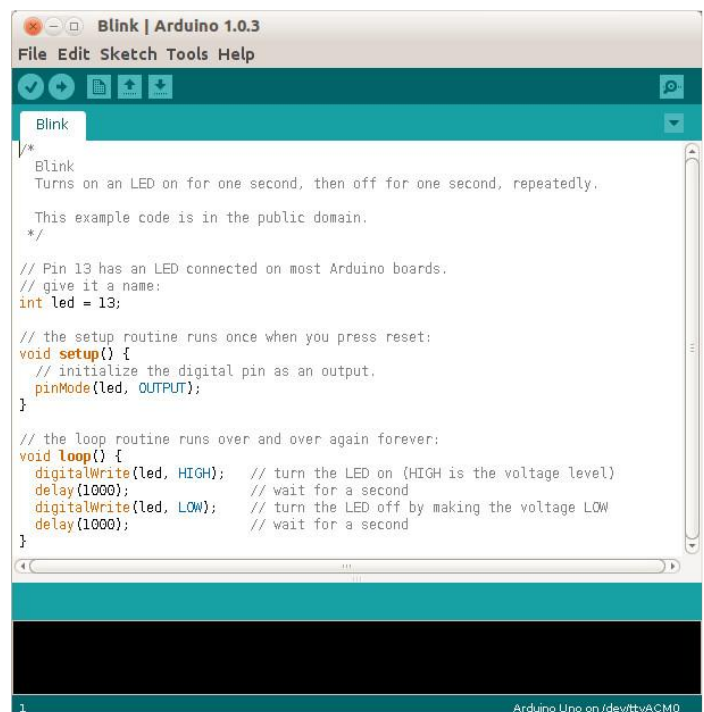 Blink | Arduino 1.0.3
File Edit Sketch Tools Help
Blink
/*
  Blink
  Turns on an LED on for one second, then off for one second, repeatedly.

  This example code is in the public domain.
 */

// Pin 13 has an LED connected on most Arduino boards.
// give it a name:
int led = 13;

// the setup routine runs once when you press reset:
void setup() {
  // initialize the digital pin as an output.
  pinMode(led, OUTPUT);
}

// the loop routine runs over and over again forever:
void loop() {
  digitalWrite(led, HIGH);   // turn the LED on (HIGH is the voltage level)
  delay(1000);               // wait for a second
  digitalWrite(led, LOW);    // turn the LED off by making the voltage LOW
  delay(1000);               // wait for a second
}
1 Arduino Uno on /dev/ttyACM0